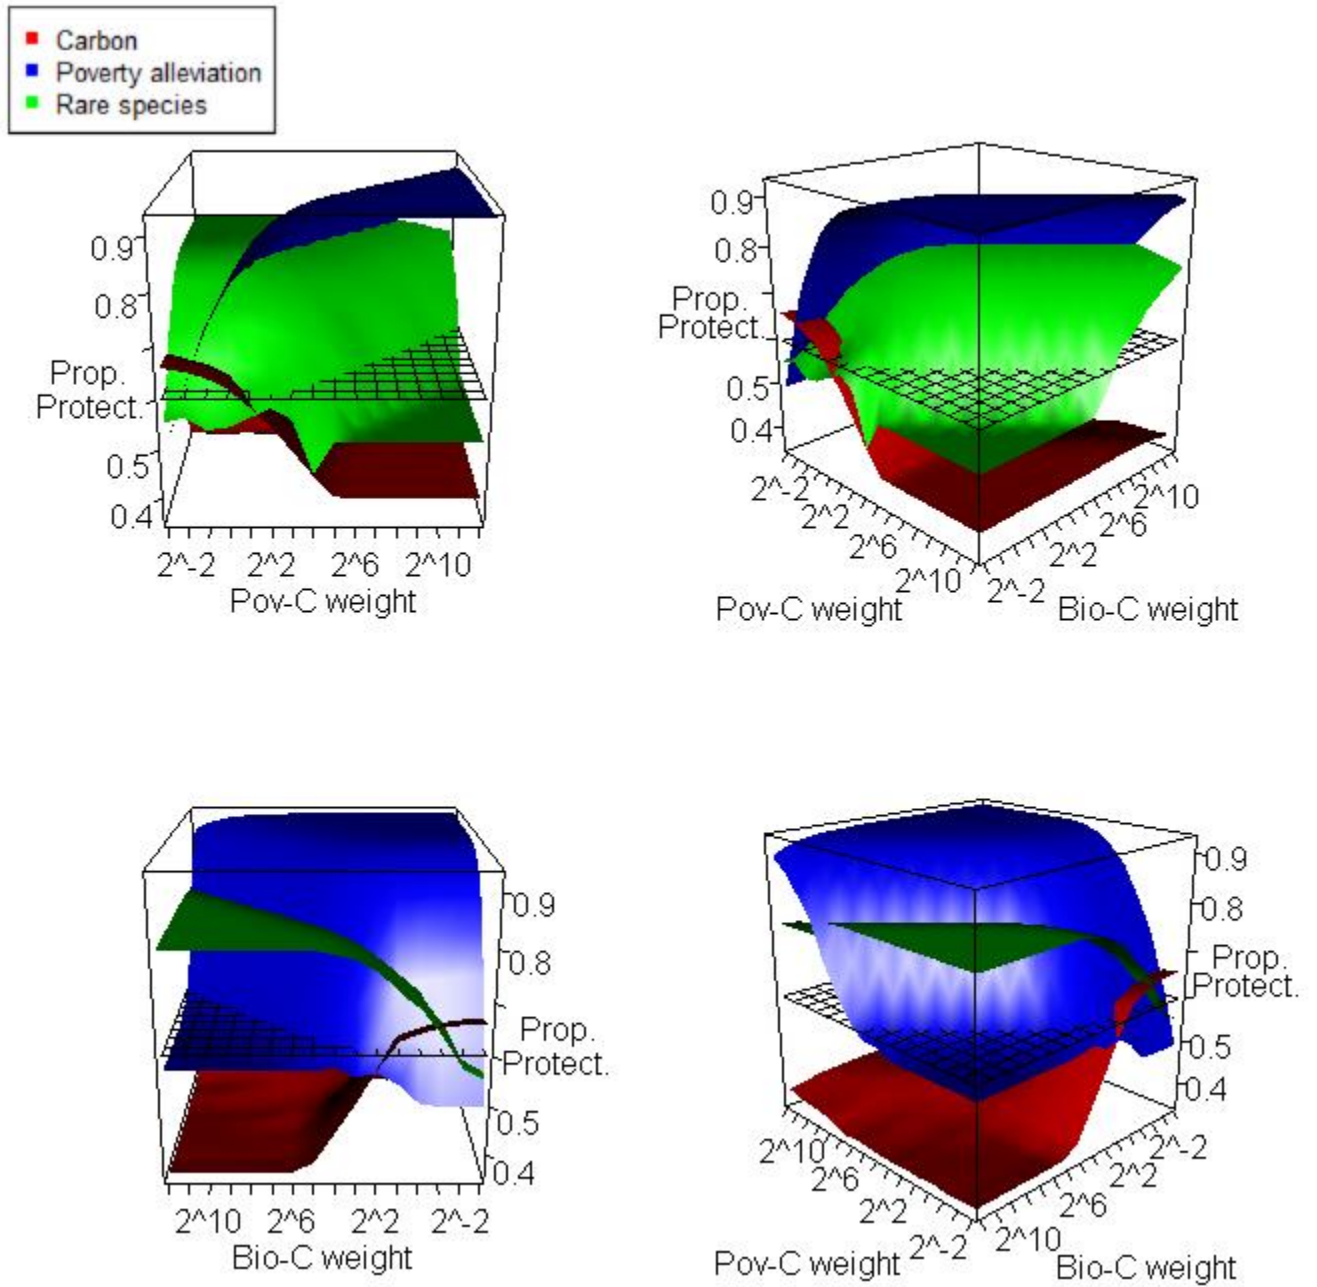 Carbon
Poverty alleviation
Rare species
0.9
0.8
Prop.
Protect.
0.5
0.4
2^-2 2^2 2^6 2^10
Pov-C weight
0.9
0.8
Prop.
Protect.
0.5
0.4
2^-2
2^2
2^6
2^10
Pov-C weight
2^-2
2^2
2^6
2^10
Bio-C weight
0.9
0.8
Prop.
Protect.
0.5
0.4
2^10 2^6 2^2 2^-2
Bio-C weight
0.9
0.8
Prop.
Protect.
0.5
0.4
2^10
2^6
2^2
2^-2
Pov-C weight
2^10
2^6
2^2
2^-2
Bio-C weight